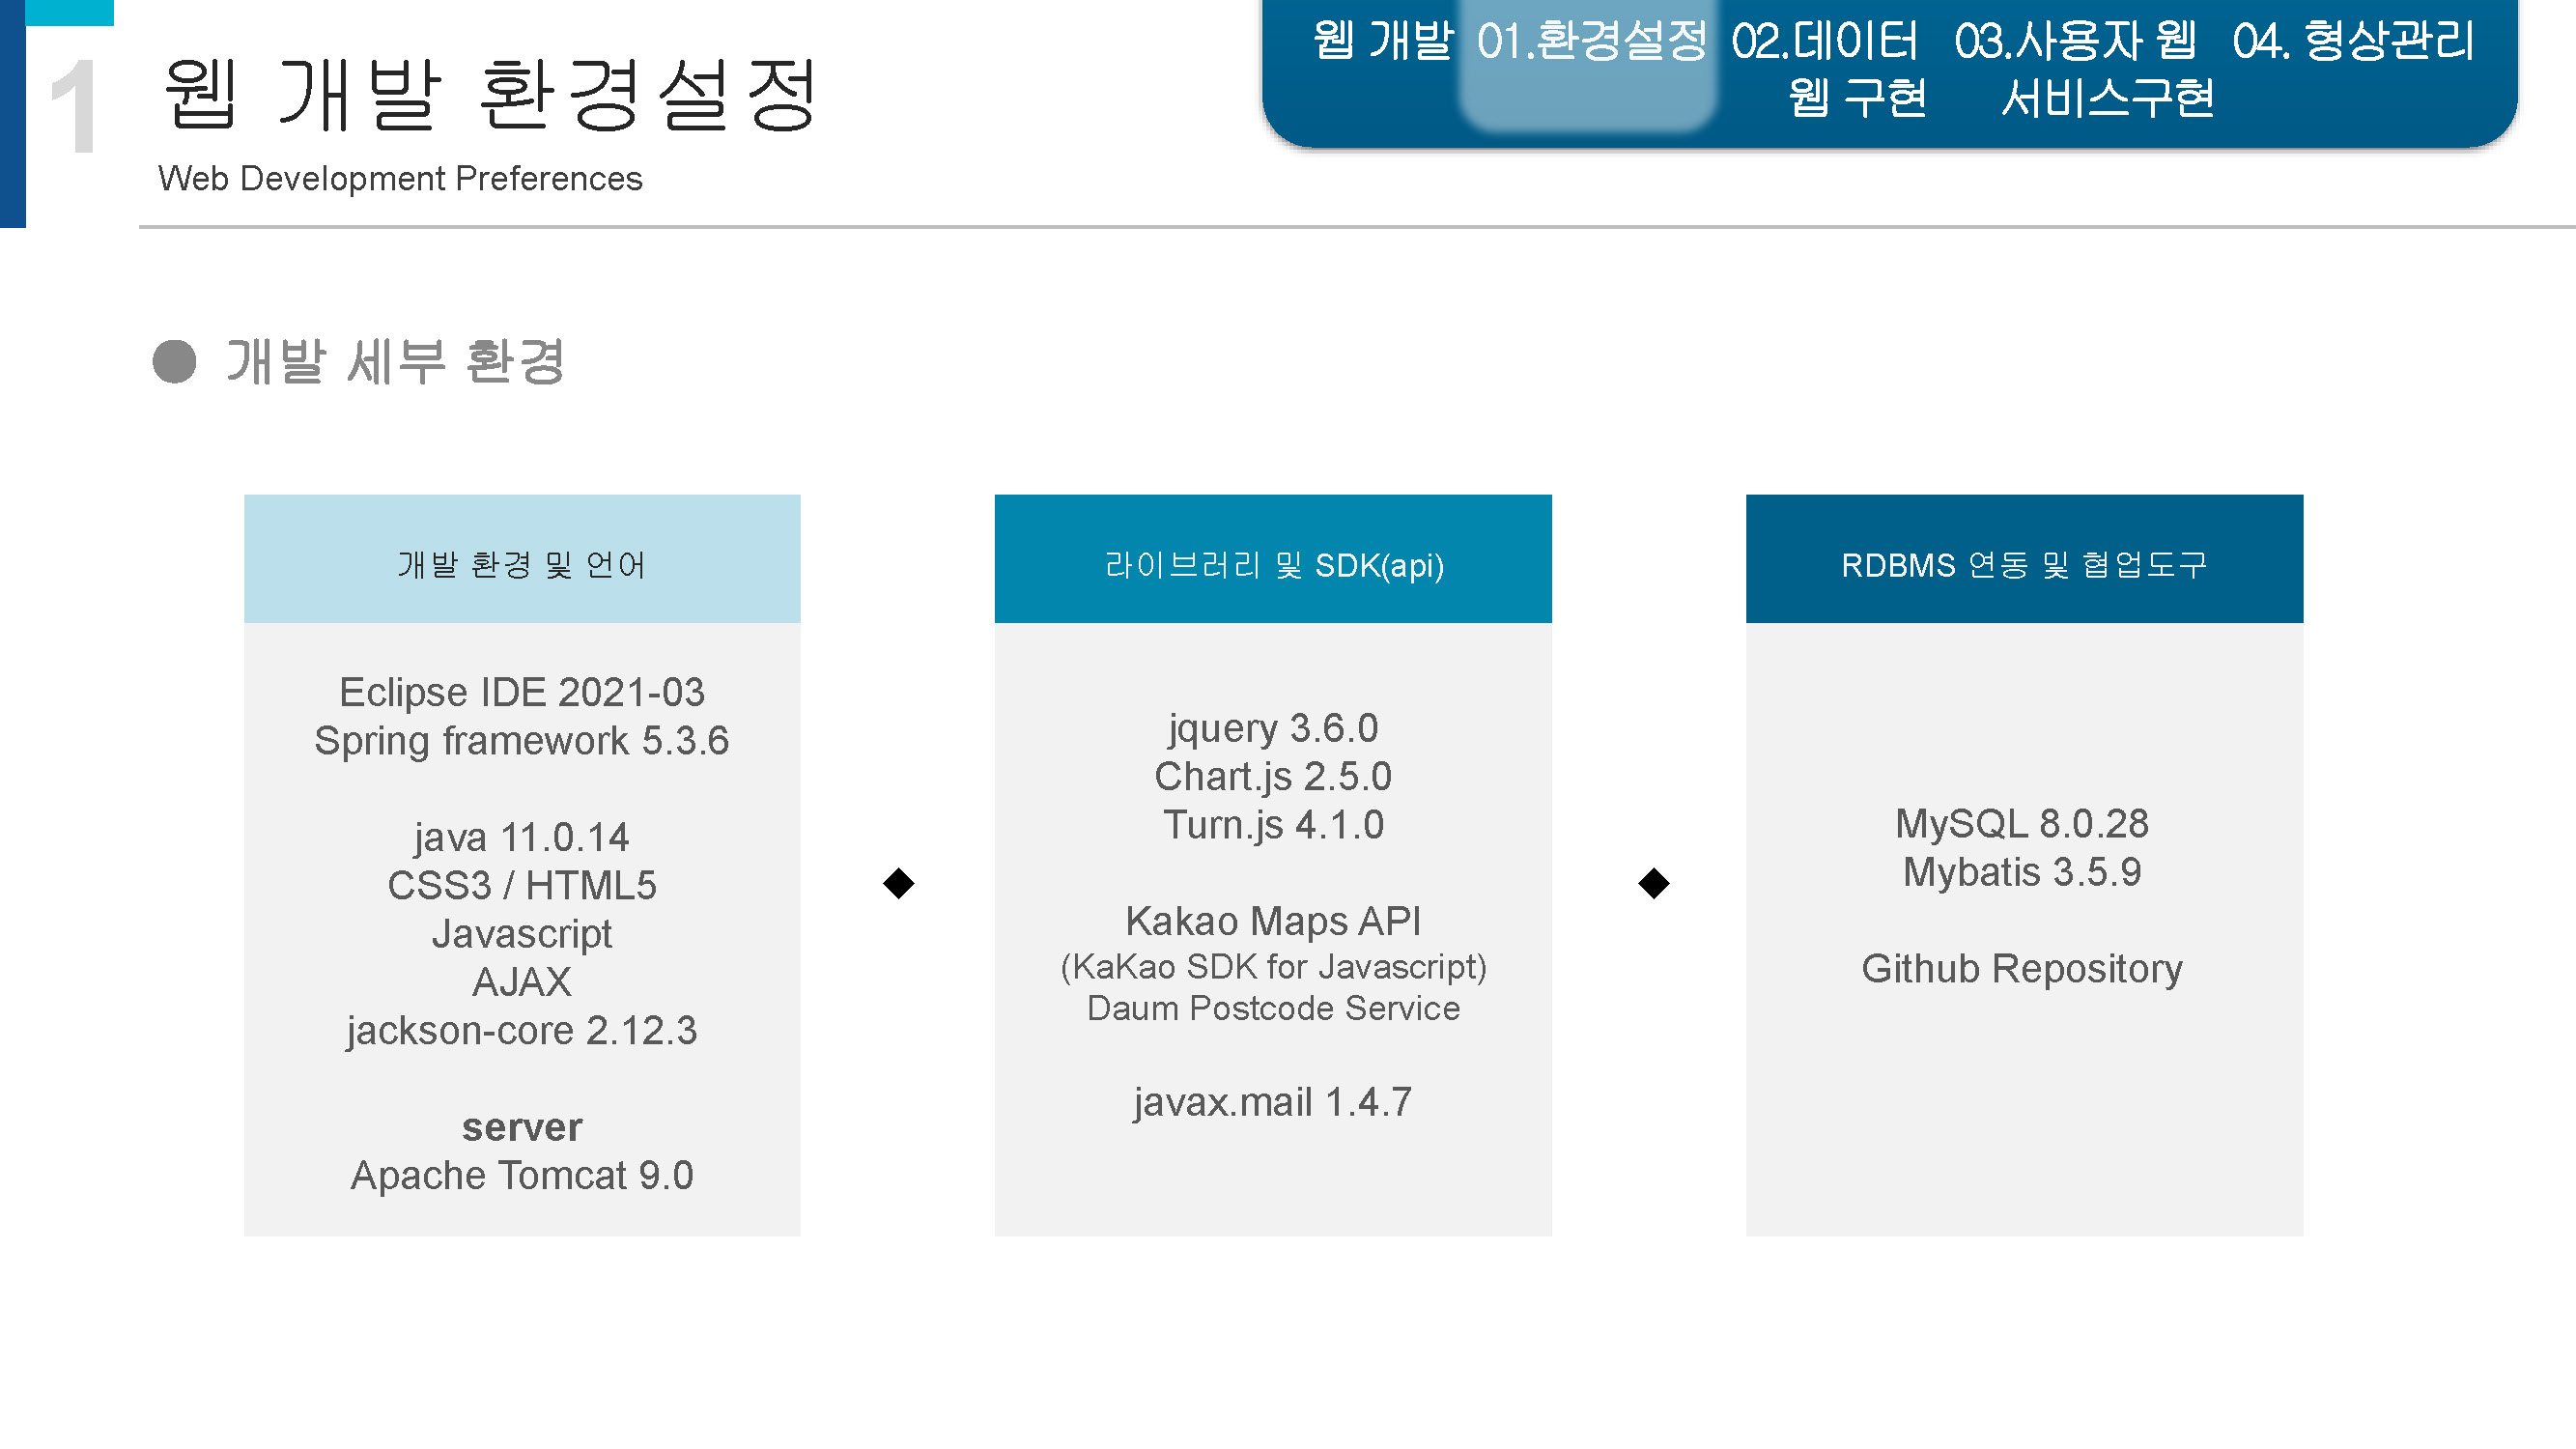 1
웹 개발 환경설정
Web Development Preferences
웹 개발 01.환경설정 02.데이터 03.사용자 웹 04. 형상관리
웹 구현 서비스구현
● 개발 세부 환경
개발 환경 및 언어
Eclipse IDE 2021-03
Spring framework 5.3.6
java 11.0.14
CSS3 / HTML5
Javascript
AJAX
jackson-core 2.12.3
server
Apache Tomcat 9.0
라이브러리 및 SDK(api)
jquery 3.6.0
Chart.js 2.5.0
Turn.js 4.1.0
Kakao Maps API
(KaKao SDK for Javascript)
Daum Postcode Service
javax.mail 1.4.7
RDBMS 연동 및 협업도구
MySQL 8.0.28
Mybatis 3.5.9
Github Repository